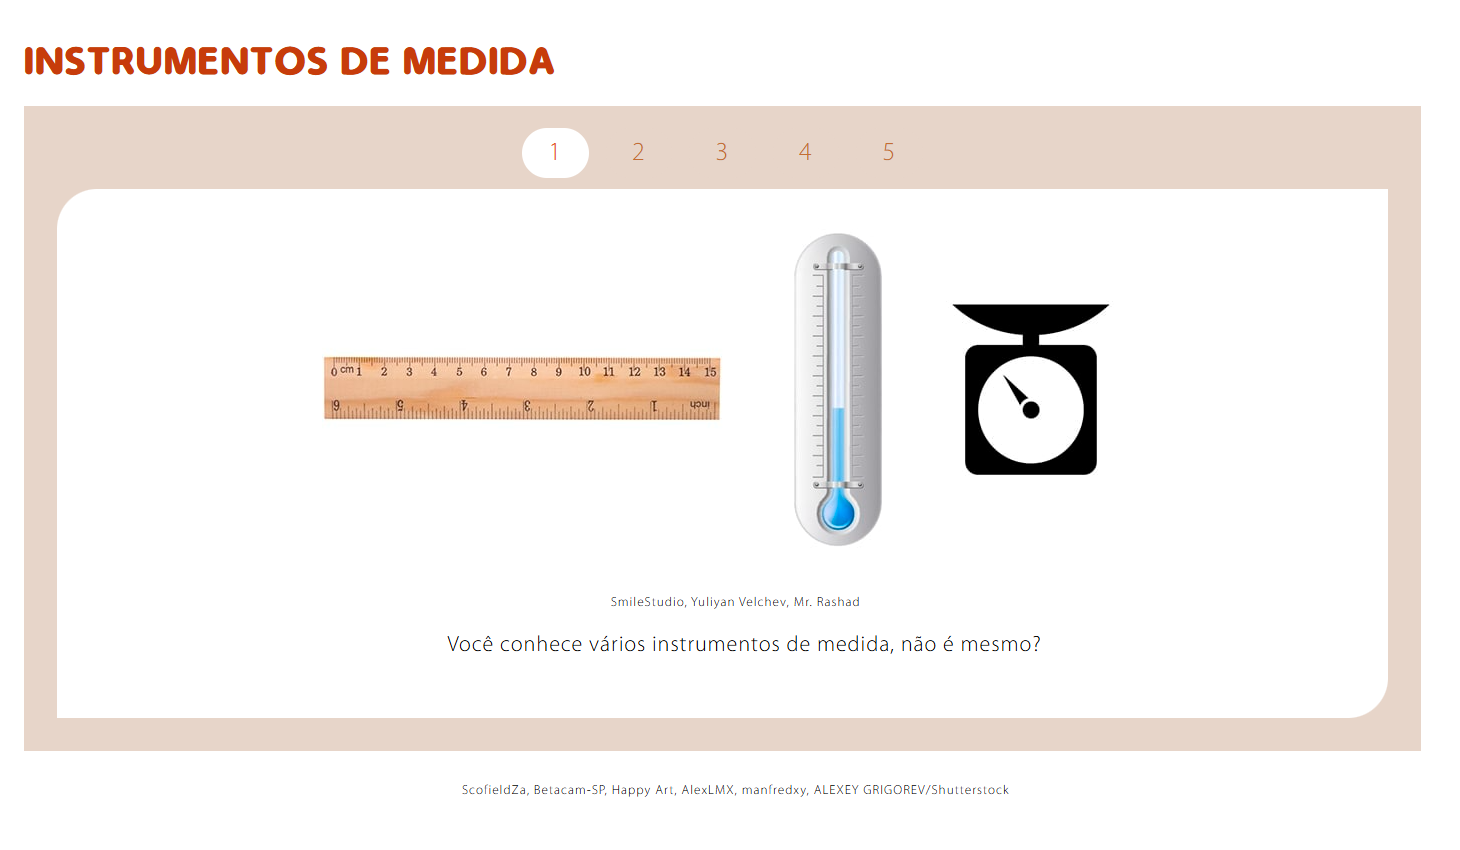 INSTRUMENTOS DE MEDIDA
1 2 3 4 5
0 cm 1 2 3 4 5 6 7 8 9 10 11 12 13 14 15
6 5 4 3 2 1 inch
SmileStudio, Yuliyan Velchev, Mr. Rashad
Você conhece vários instrumentos de medida, não é mesmo?
ScofieldZa, Betacam-SP, Happy Art, AlexLMX, manfredxy, ALEXEY GRIGOREV/Shutterstock